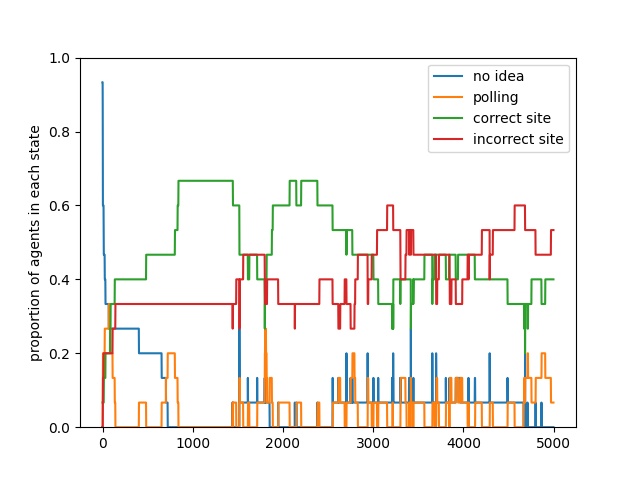 1.0
0.8
0.6
0.4
0.2
0.0
proportion of agents in each state
no idea
polling
correct site
incorrect site
0 1000 2000 3000 4000 5000